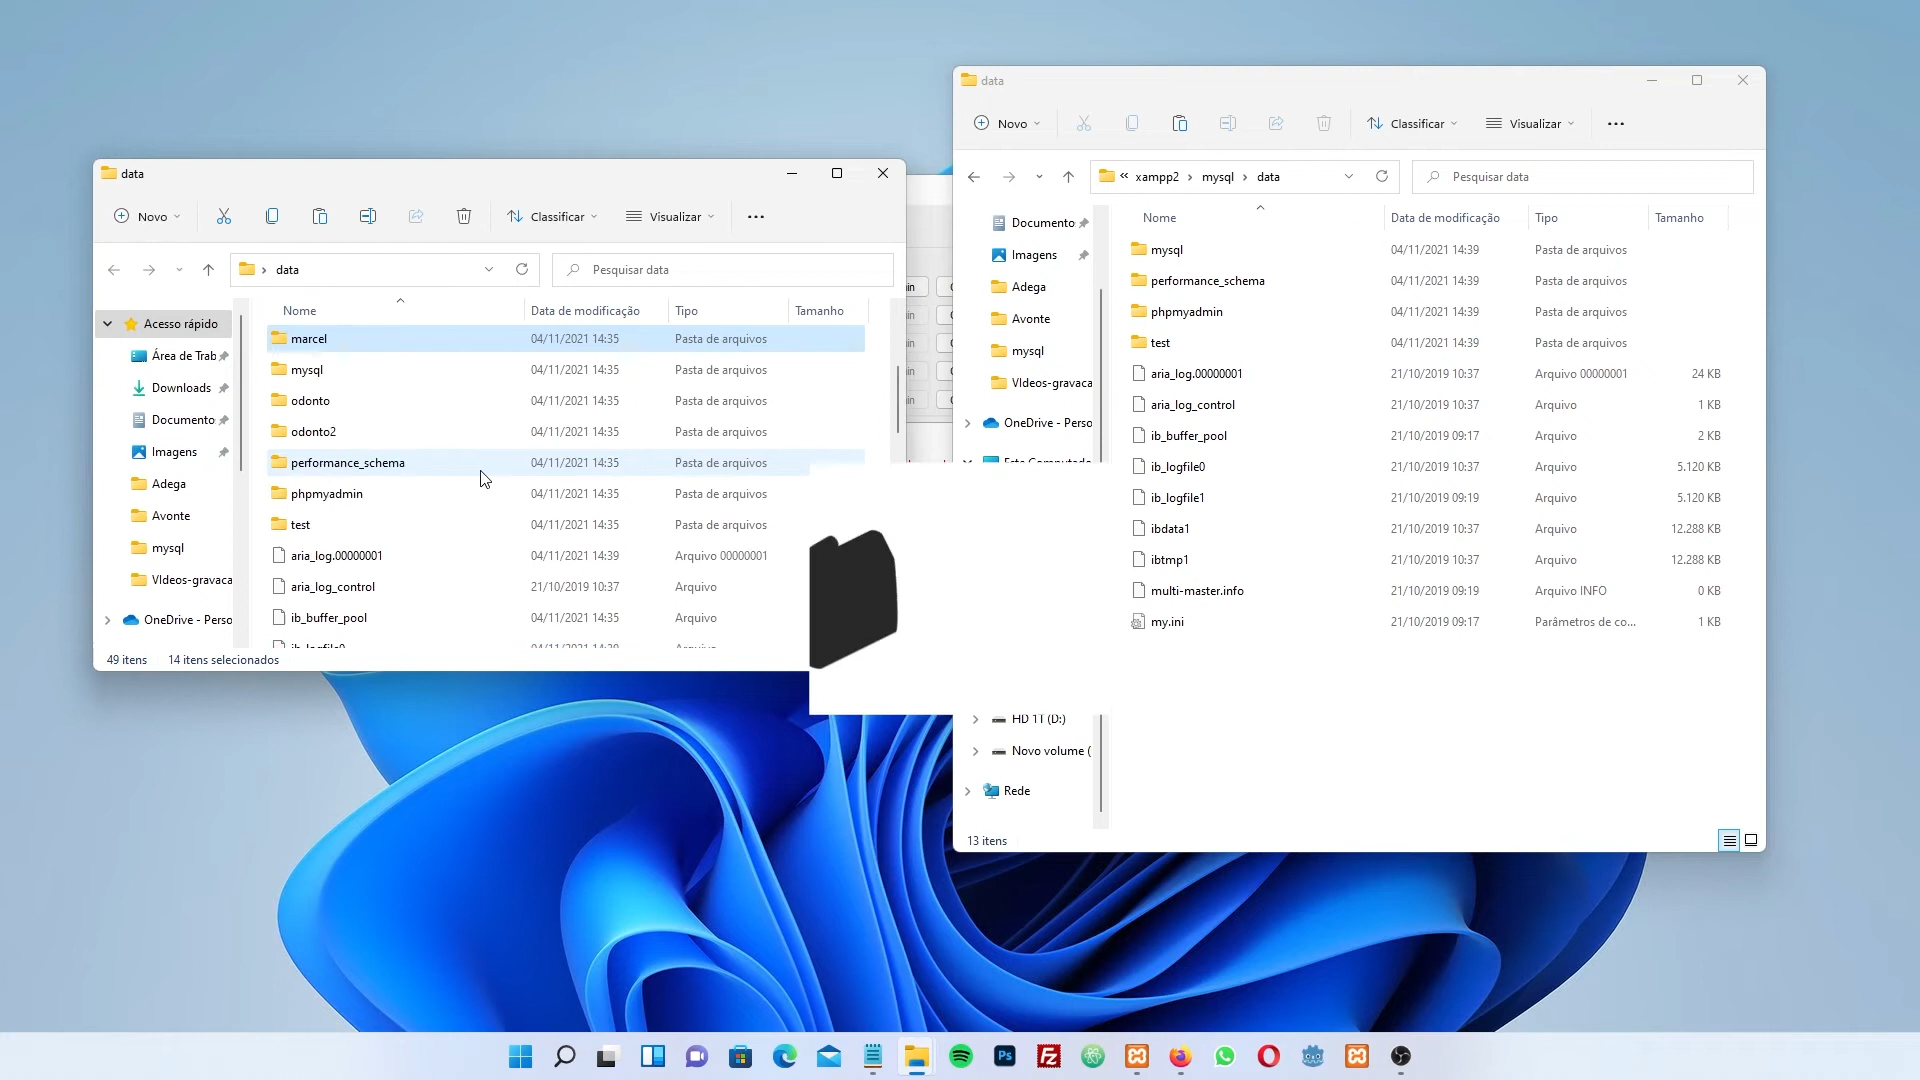 data
Novo
Classificar
Visualizar
data
Pesquisar data
Nome
Data de modificação
Tipo
Tamanho
Acesso rápido
Área de Trab
Downloads
Documento
Imagens
Adega
Avonte
mysql
VIdeos-gravaca
OneDrive - Perso
marcel 04/11/2021 14:35 Pasta de arquivos
mysql 04/11/2021 14:35 Pasta de arquivos
odonto 04/11/2021 14:35 Pasta de arquivos
odonto2 04/11/2021 14:35 Pasta de arquivos
performance_schema 04/11/2021 14:35 Pasta de arquivos
phpmyadmin 04/11/2021 14:35 Pasta de arquivos
test 04/11/2021 14:35 Pasta de arquivos
aria_log.00000001 04/11/2021 14:39 Arquivo 00000001
aria_log_control 21/10/2019 10:37 Arquivo
ib_buffer_pool 04/11/2021 14:35 Arquivo
ib_logfile0 04/11/2021 14:39 Arquivo
49 itens 14 itens selecionados
data
Novo
Classificar
Visualizar
« xampp2 > mysql > data
Pesquisar data
Nome
Data de modificação
Tipo
Tamanho
Documento
Imagens
Adega
Avonte
mysql
VIdeos-gravaca
OneDrive - Perso
Este Computado
HD 1T (D:)
Novo volume (
Rede
mysql 04/11/2021 14:39 Pasta de arquivos
performance_schema 04/11/2021 14:39 Pasta de arquivos
phpmyadmin 04/11/2021 14:39 Pasta de arquivos
test 04/11/2021 14:39 Pasta de arquivos
aria_log.00000001 21/10/2019 10:37 Arquivo 00000001 24 KB
aria_log_control 21/10/2019 10:37 Arquivo 1 KB
ib_buffer_pool 21/10/2019 09:17 Arquivo 2 KB
ib_logfile0 21/10/2019 10:37 Arquivo 5.120 KB
ib_logfile1 21/10/2019 09:19 Arquivo 5.120 KB
ibdata1 21/10/2019 10:37 Arquivo 12.288 KB
ibtmp1 21/10/2019 10:37 Arquivo 12.288 KB
multi-master.info 21/10/2019 09:19 Arquivo INFO 0 KB
my.ini 21/10/2019 09:17 Parâmetros de co... 1 KB
13 itens
Ps